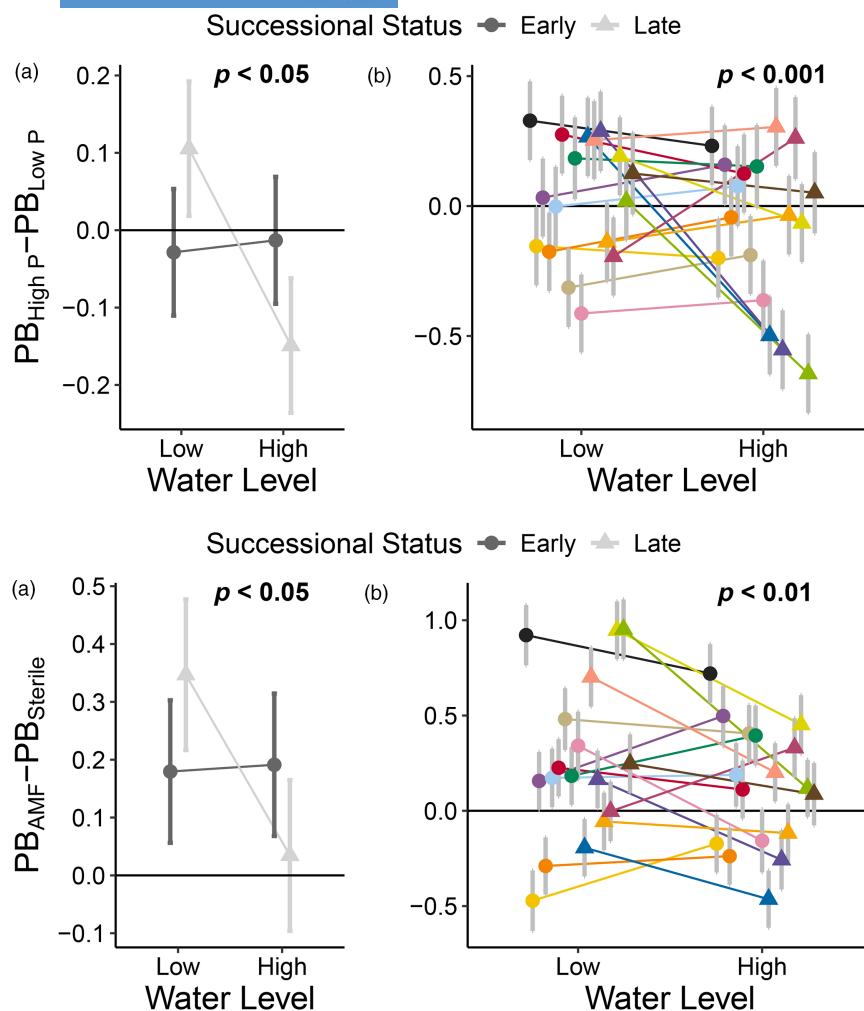 Successional Status Early Late
(a)
p < 0.05
0.2
0.1
0.0
−0.1
−0.2
PBHigh P−PBLow P
Low High
Water Level
(b)
p < 0.001
0.5
0.0
−0.5
Low High
Water Level
Successional Status Early Late
(a)
p < 0.05
0.5
0.4
0.3
0.2
0.1
0.0
−0.1
PBAMF−PBSterile
Low High
Water Level
(b)
p < 0.01
1.0
0.5
0.0
−0.5
Low High
Water Level